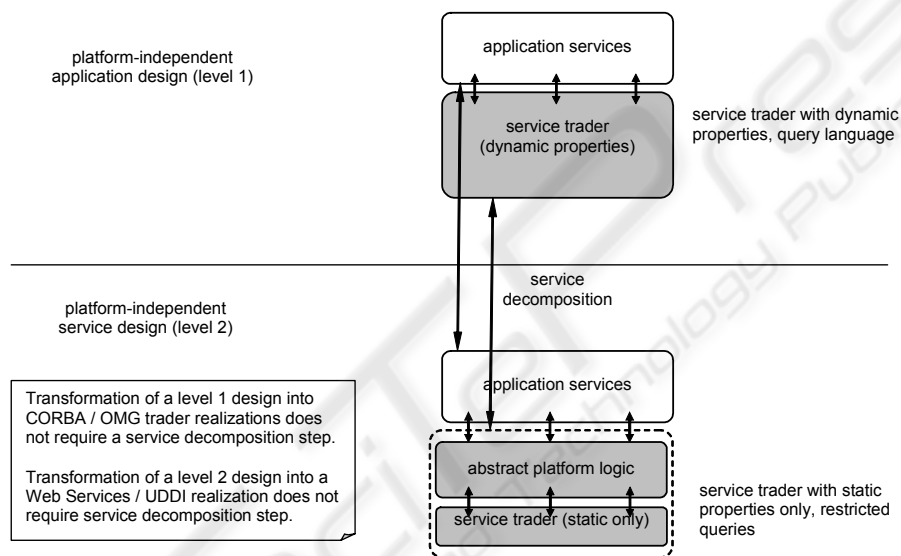 platform-independent
application design (level 1)
application services
service trader
(dynamic properties)
service trader with dynamic
properties, query language
service
decomposition
platform-independent
service design (level 2)
application services
Transformation of a level 1 design into
CORBA / OMG trader realizations does
not require a service decomposition step.
Transformation of a level 2 design into a
Web Services / UDDI realization does not
require service decomposition step.
abstract platform logic
service trader (static only)
service trader with static
properties only, restricted
queries